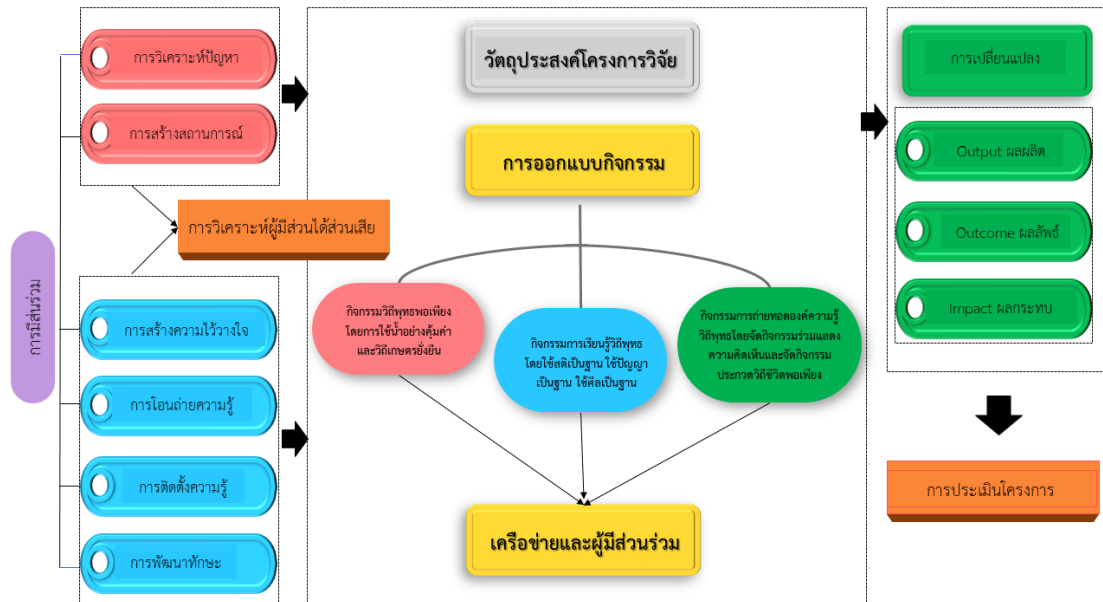 การมีส่นร่วม
การวิเคราะห์ปัญหา
การสร้างสถานการณ์
การวิเคราะห์ผู้มีส่วนได้ส่วนเสีย
การสร้างความไว้วางใจ
การโอนถ่ายความรู้
การติดตั้งความรู้
การพัฒนาทักษะ
วัตถุประสงค์โครงการวิจัย
การออกแบบกิจกรรม
กิจกรรมวิถีพุทธพอเพียง
โดยการใช้น้ำอย่างคุ้มค่า
และวิถีเกษตรยั่งยืน
กิจกรรมการเรียนรู้วิถีพุทธ
โดยใช้สติเป็นฐาน ใช้ปัญญา
เป็นฐาน ใช้ศีลเป็นฐาน
กิจกรรมการถ่ายทอดองค์ความรู้
วิถีพุทธโดยจัดกิจกรรมร่วมแสดง
ความคิดเห็นและจัดกิจกรรม
ประกวดวิถีชีวิตพอเพียง
เครือข่ายและผู้มีส่วนร่วม
การเปลี่ยนแปลง
Output ผลผลิต
Outcome ผลลัพธ์
Impact ผลกระทบ
การประเมินโครงการ